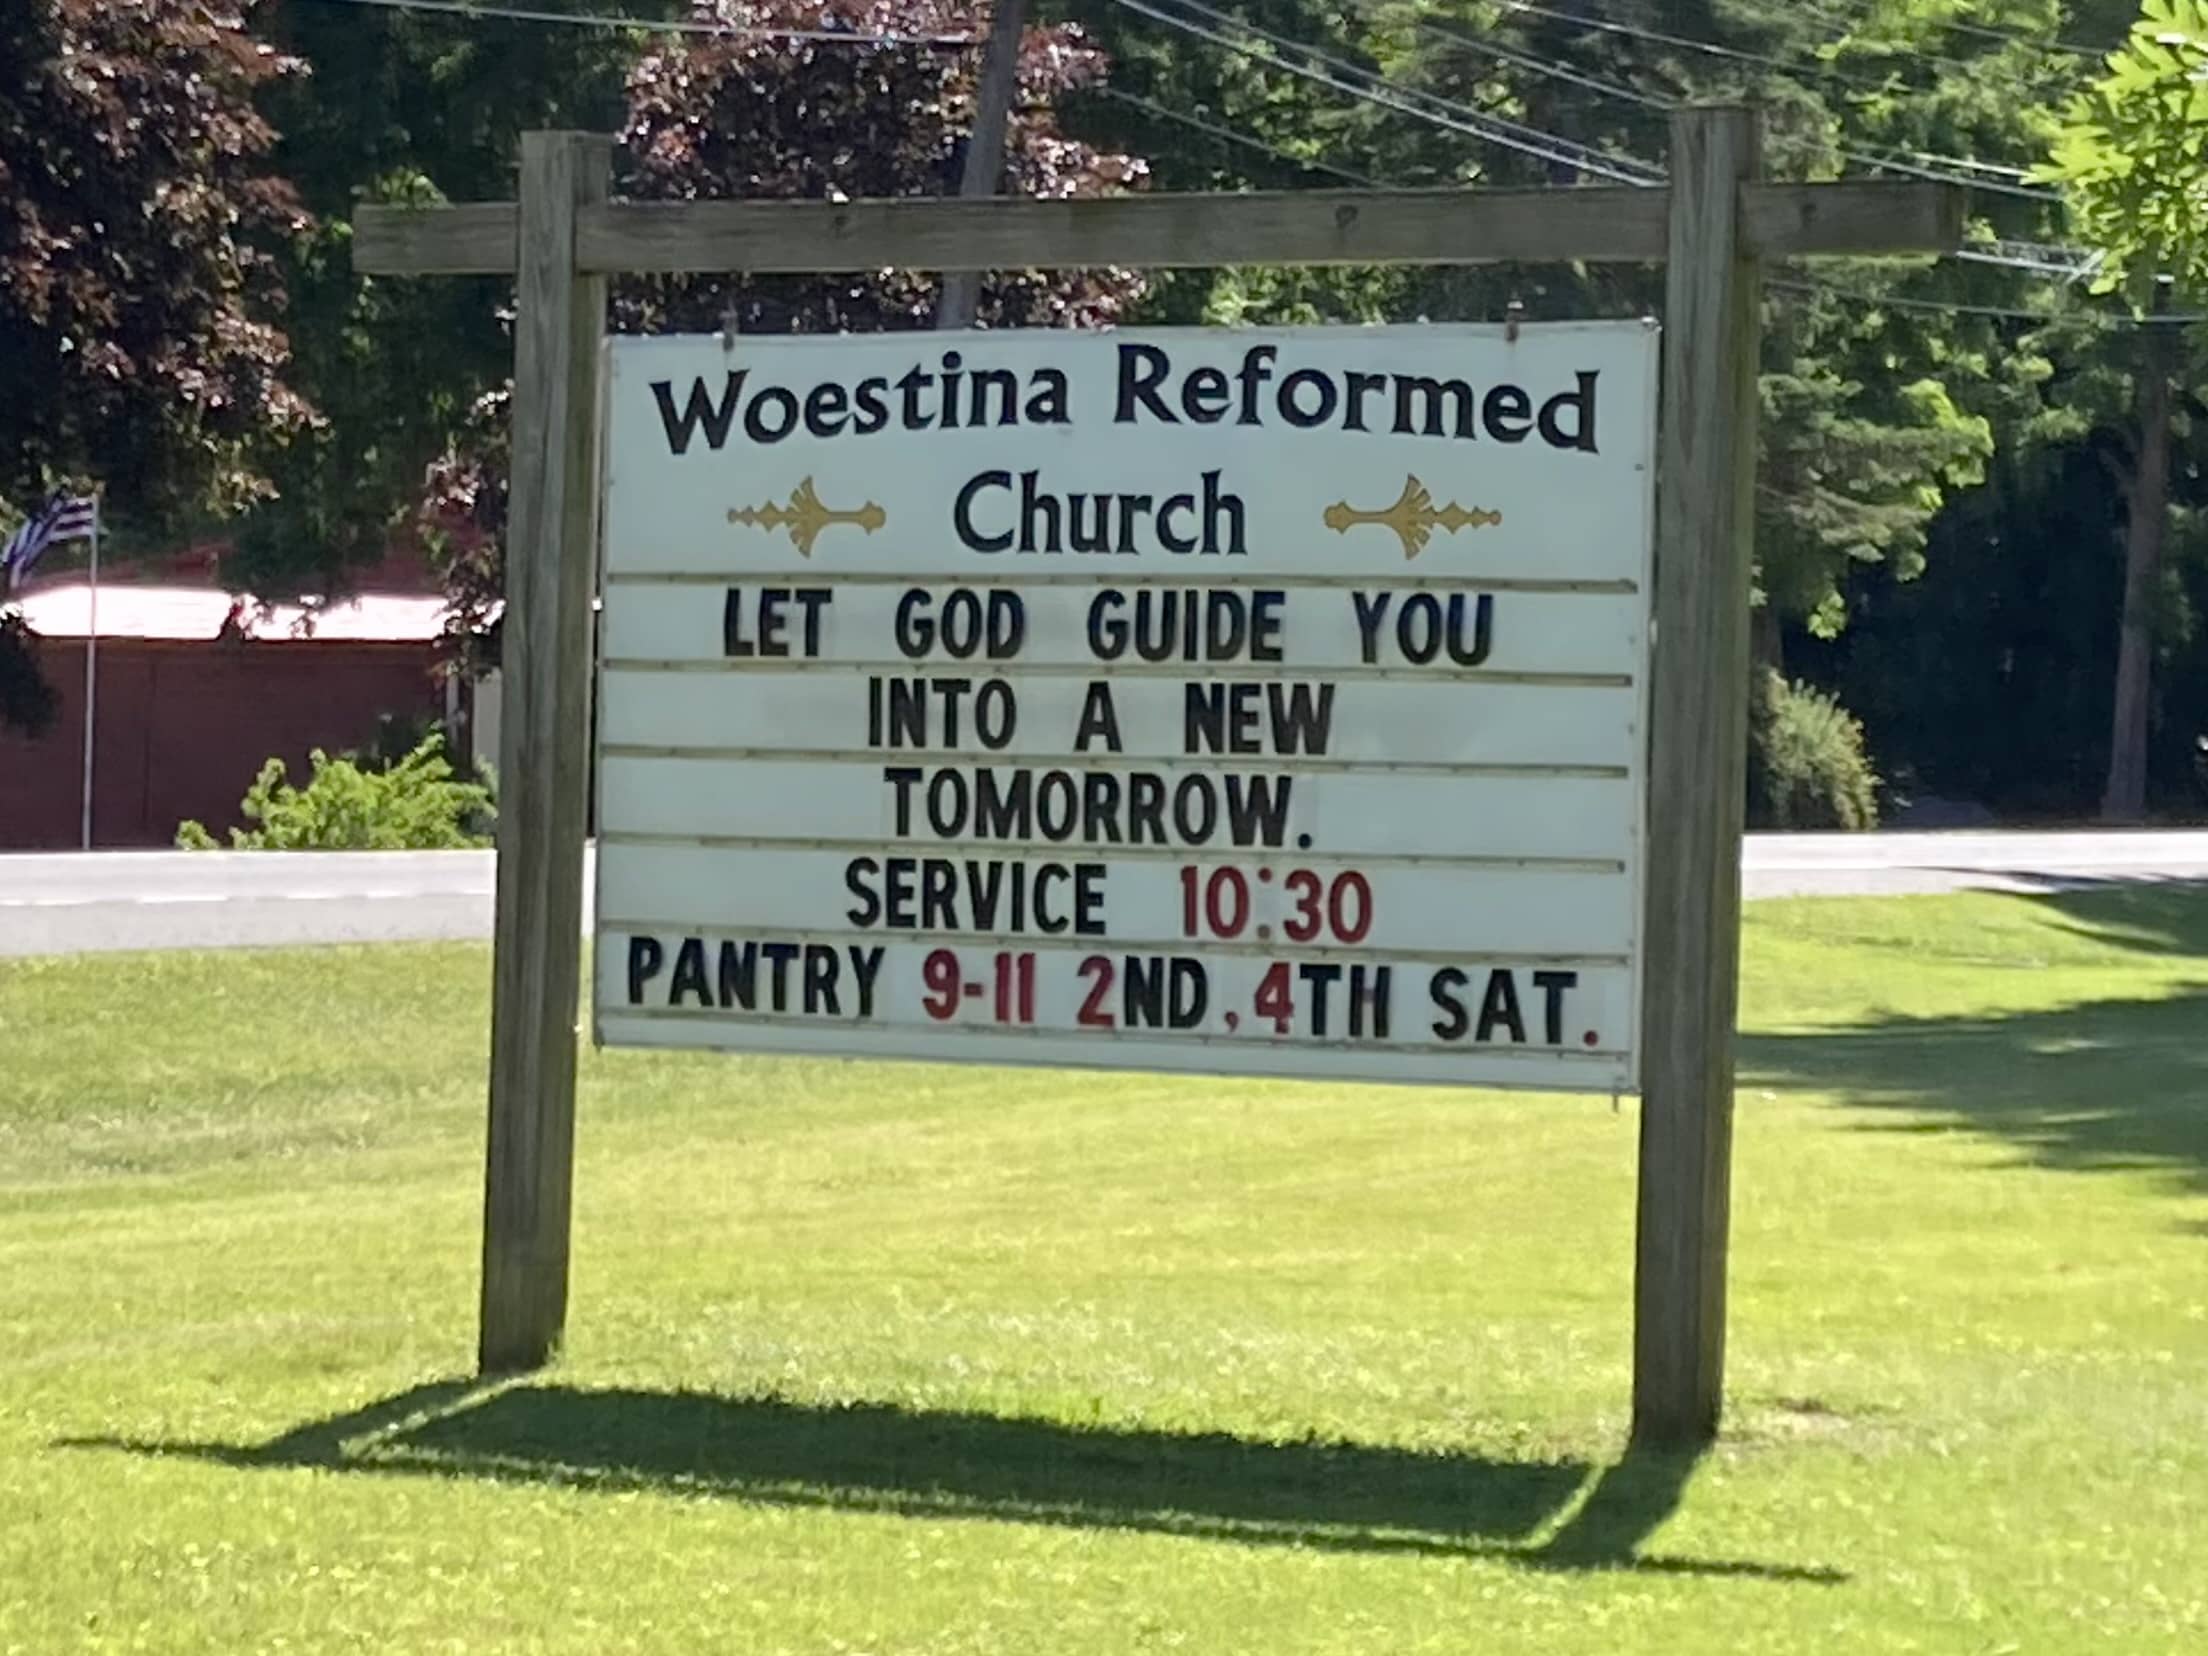 Woestina Reformed
Church
LET GOD GUIDE YOU
INTO A NEW
TOMORROW.
SERVICE 10:30
PANTRY 9-11 2ND, 4TH SAT.